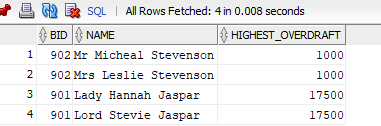 SQL | All Rows Fetched: 4 in 0.008 seconds
BID NAME HIGHEST_OVERDRAFT
1 902 Mr Micheal Stevenson 1000
2 902 Mrs Leslie Stevenson 1000
3 901 Lady Hannah Jaspar 17500
4 901 Lord Stevie Jaspar 17500